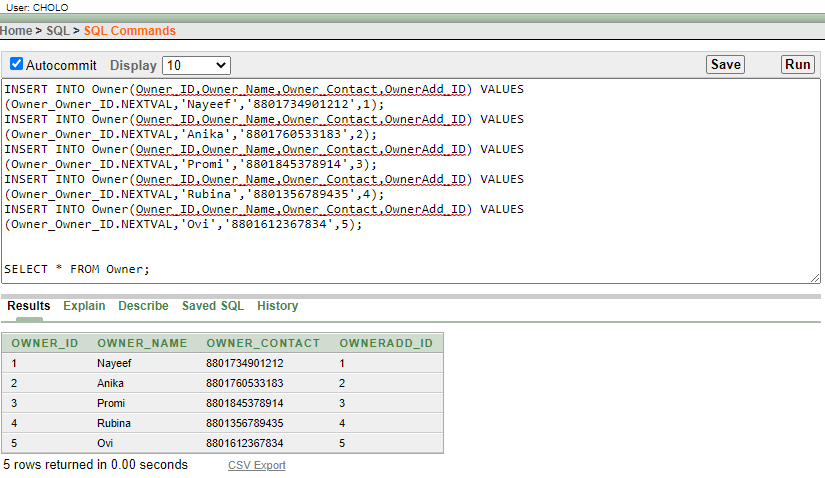 User: CHOLO
Home > SQL > SQL Commands
Autocommit Display 10 Save Run
INSERT INTO Owner(Owner_ID,Owner_Name,Owner_Contact,OwnerAdd_ID) VALUES
(Owner_Owner_ID.NEXTVAL,'Nayeef','8801734901212',1);
INSERT INTO Owner(Owner_ID,Owner_Name,Owner_Contact,OwnerAdd_ID) VALUES
(Owner_Owner_ID.NEXTVAL,'Anika','8801760533183',2);
INSERT INTO Owner(Owner_ID,Owner_Name,Owner_Contact,OwnerAdd_ID) VALUES
(Owner_Owner_ID.NEXTVAL,'Promi','8801845378914',3);
INSERT INTO Owner(Owner_ID,Owner_Name,Owner_Contact,OwnerAdd_ID) VALUES
(Owner_Owner_ID.NEXTVAL,'Rubina','8801356789435',4);
INSERT INTO Owner(Owner_ID,Owner_Name,Owner_Contact,OwnerAdd_ID) VALUES
(Owner_Owner_ID.NEXTVAL,'Ovi','8801612367834',5);
SELECT * FROM Owner;
Results Explain Describe Saved SQL History
OWNER_ID OWNER_NAME OWNER_CONTACT OWNERADD_ID
1 Nayeef 8801734901212 1
2 Anika 8801760533183 2
3 Promi 8801845378914 3
4 Rubina 8801356789435 4
5 Ovi 8801612367834 5
5 rows returned in 0.00 seconds CSV Export